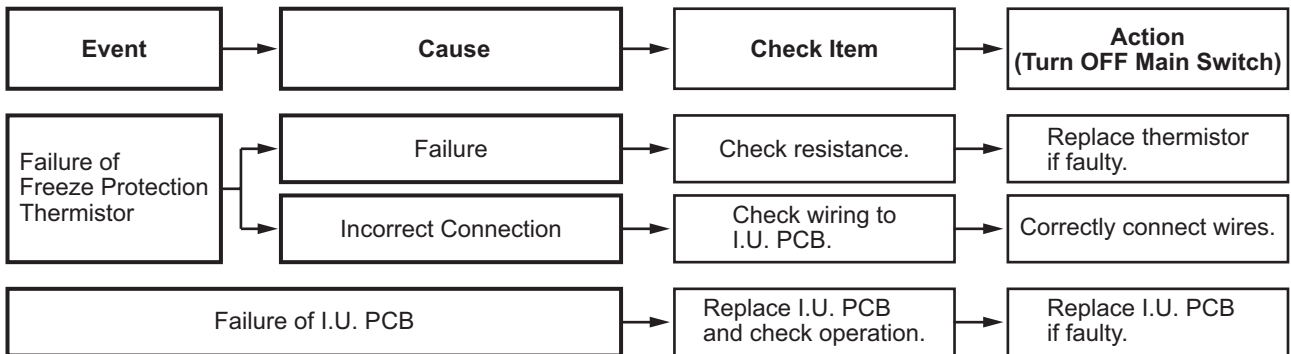 Event
Cause
Check Item
Action
(Turn OFF Main Switch)
Failure of
Freeze Protection
Thermistor
Failure
Check resistance.
Replace thermistor
if faulty.
Incorrect Connection
Check wiring to
I.U. PCB.
Correctly connect wires.
Failure of I.U. PCB
Replace I.U. PCB
and check operation.
Replace I.U. PCB
if faulty.